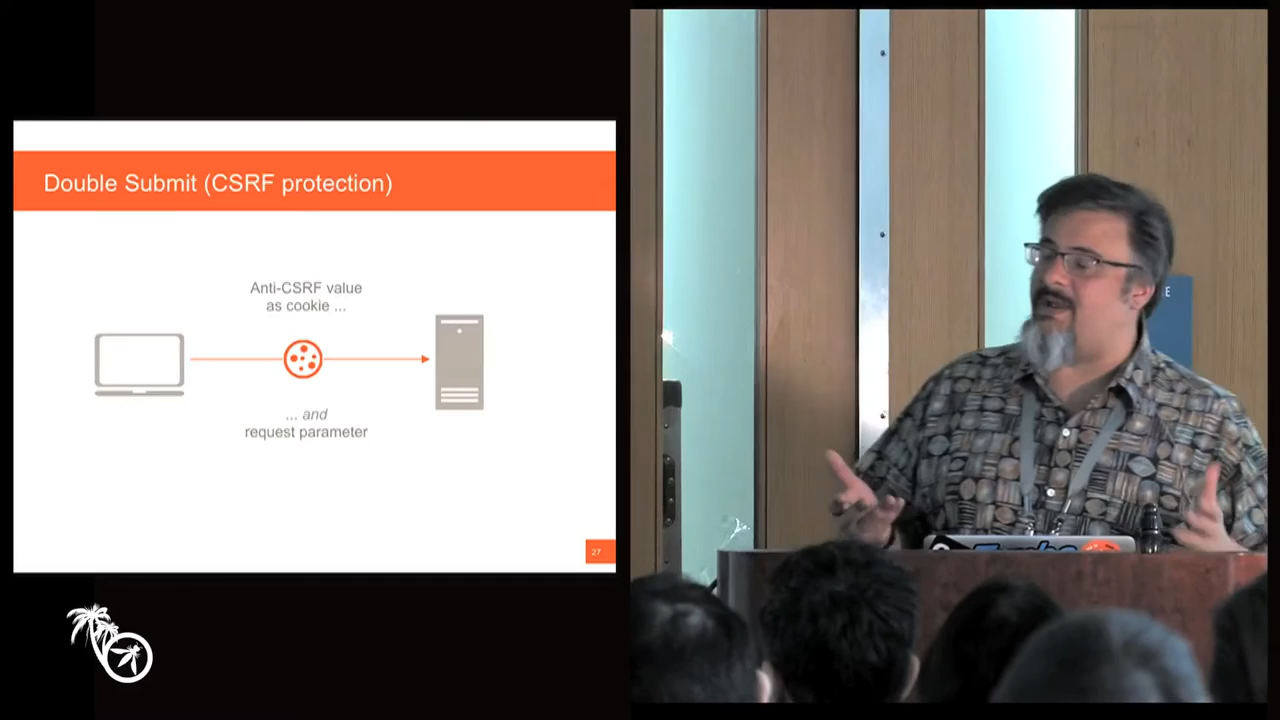 Double Submit (CSRF protection)
Anti-CSRF value
as cookie ...
... and
request parameter
27